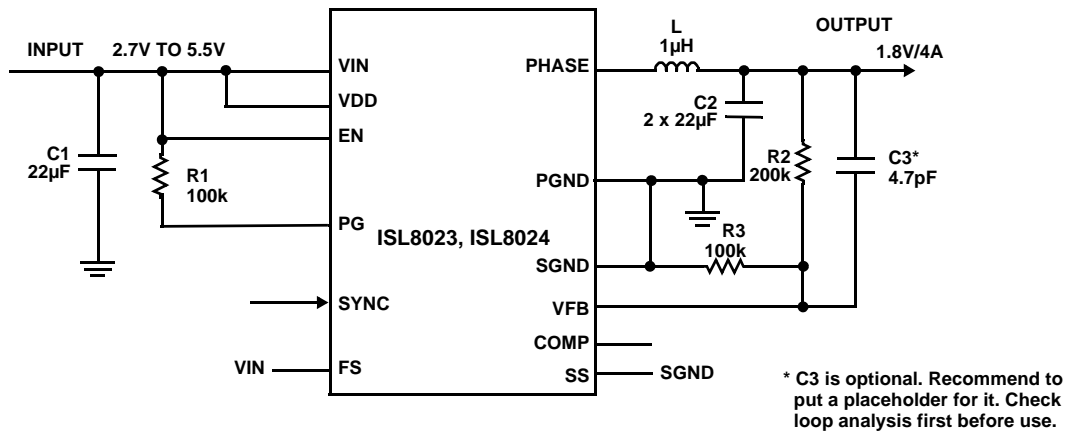 INPUT
2.7V TO 5.5V
L
1µH
OUTPUT
1.8V/4A
VIN
PHASE
VDD
C2
2 x 22µF
EN
C1
22µF
R1
100k
R2
200k
C3*
4.7pF
PGND
PG
ISL8023, ISL8024
R3
100k
SGND
SYNC
VFB
COMP
VIN
FS
SS
SGND
* C3 is optional. Recommend to
put a placeholder for it. Check
loop analysis first before use.